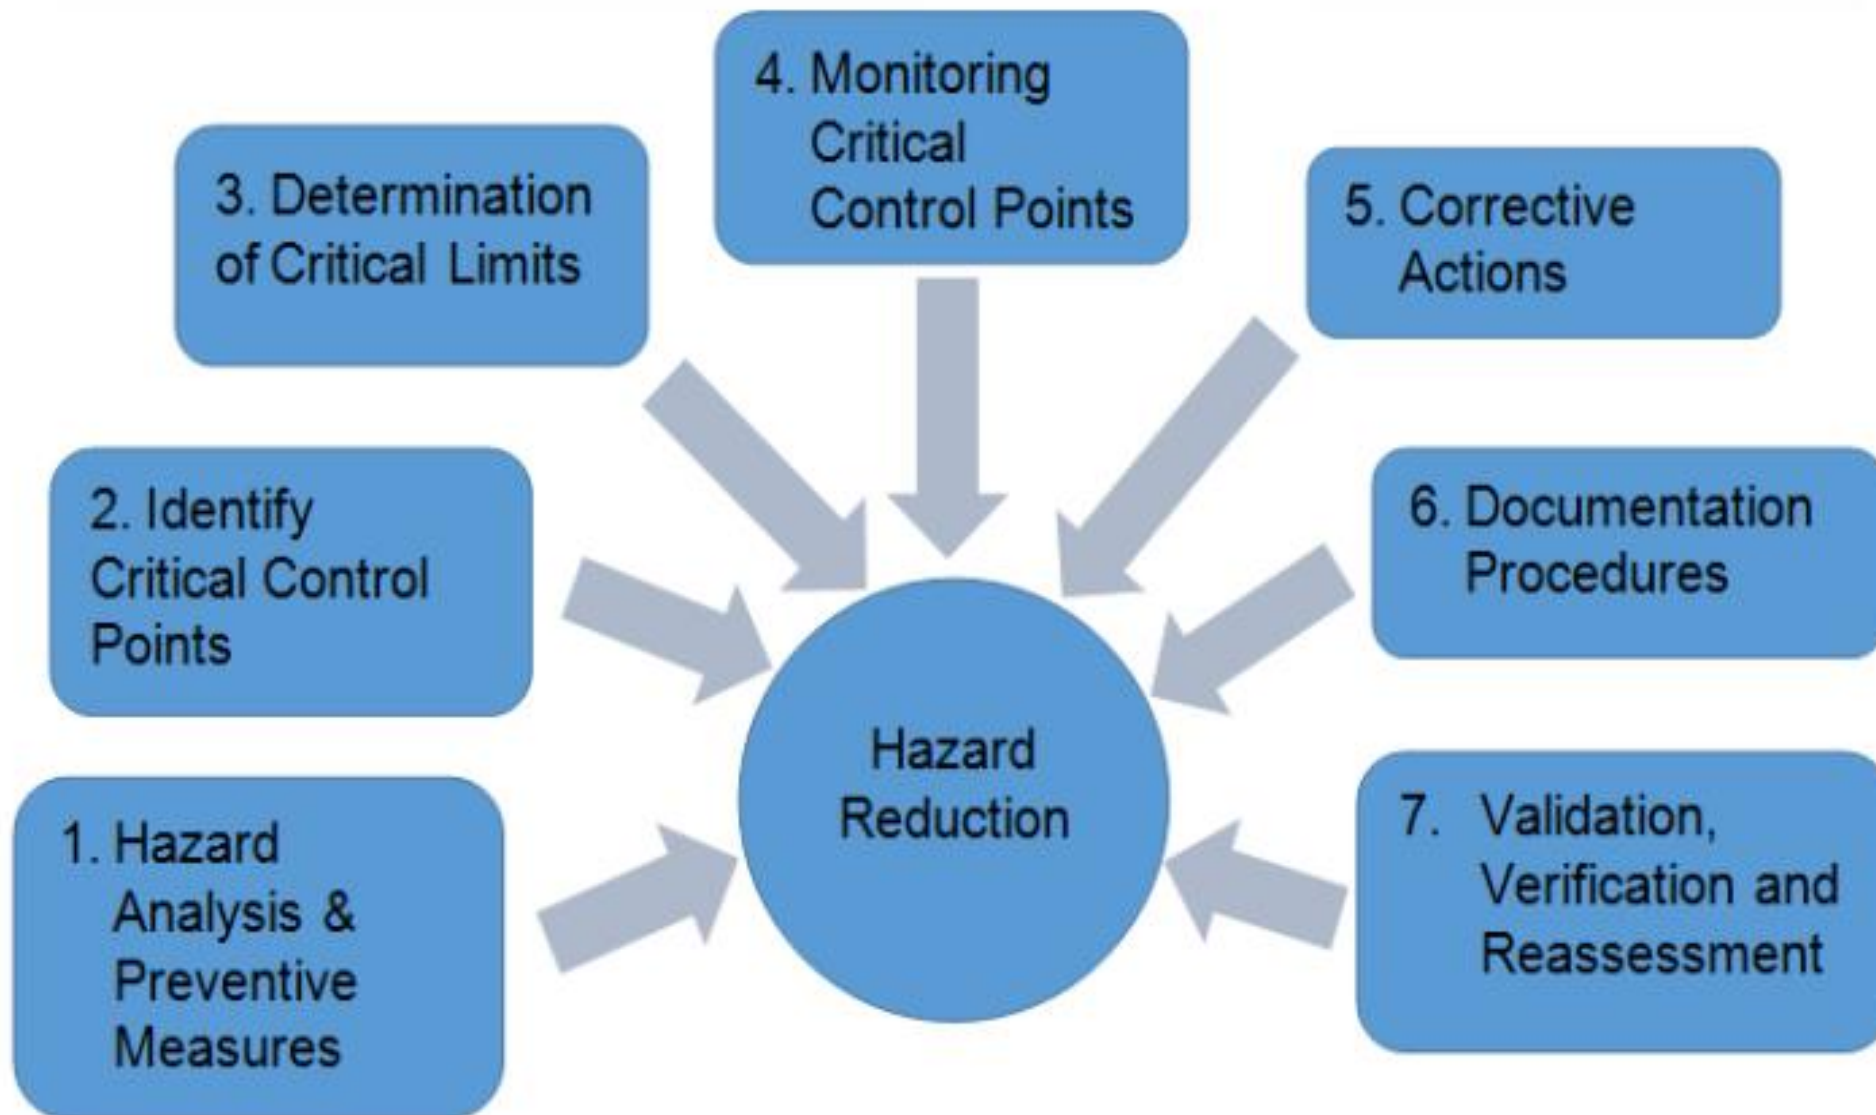 1. Hazard
Analysis &
Preventive
Measures
2. Identify
Critical Control
Points
3. Determination
of Critical Limits
4. Monitoring
Critical
Control Points
5. Corrective
Actions
6. Documentation
Procedures
7. Validation,
Verification and
Reassessment
Hazard
Reduction